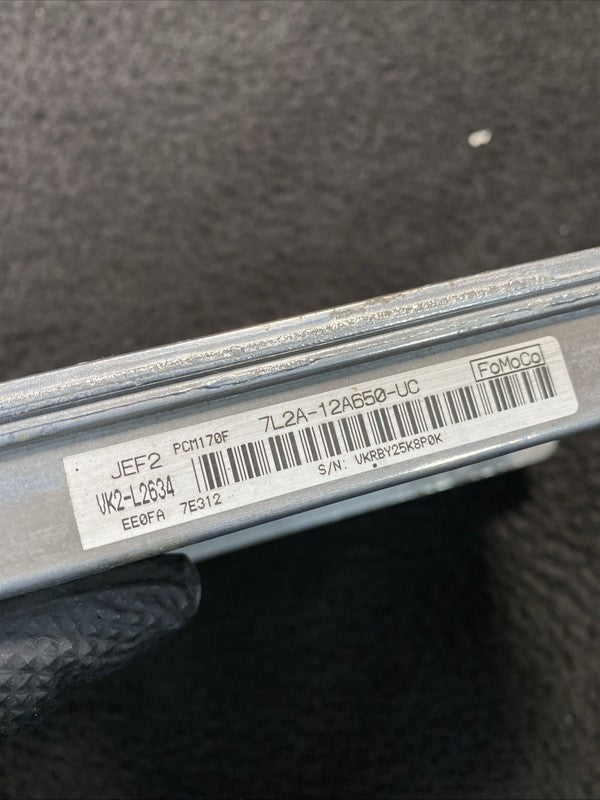 FoMoCo
JEF2 PCM170F 7L2A-12A650-UC
VK2-L2634
EE0FA 7E312 S/N: VKRBY25K8P0K